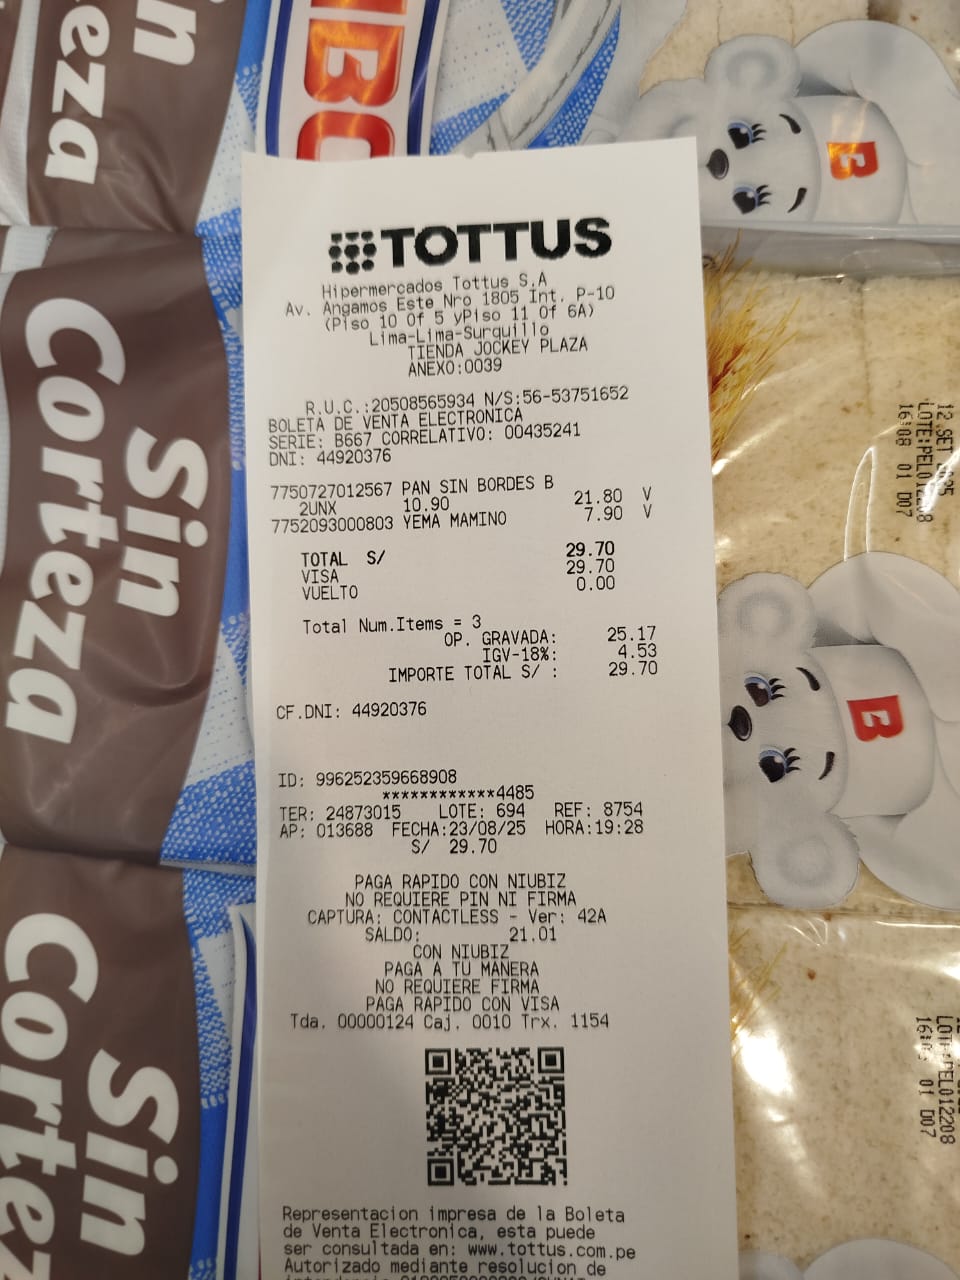 TOTTUS
Hipermercados Tottus S.A
Av. Angamos Este Nro 1805 Int. P-10
(Piso 10 Of 5 yPiso 11 Of 6A)
Lima-Lima-Surquillo
TIENDA JOCKEY PLAZA
ANEXO:0039
R.U.C.:20508565934 N/S:56-53751652
BOLETA DE VENTA ELECTRONICA
SERIE: B667 CORRELATIVO: 00435241
DNI: 44920376
7750727012567 PAN SIN BORDES B
2UNX 10.90 21.80 V
7752093000803 YEMA MAMINO 7.90 V
TOTAL S/ 29.70
VISA 29.70
VUELTO 0.00
Total Num.Items = 3
OP. GRAVADA: 25.17
IGV-18%: 4.53
IMPORTE TOTAL S/ : 29.70
CF.DNI: 44920376
ID: 996252359668908
************4485
TER: 24873015 LOTE: 694 REF: 8754
AP: 013688 FECHA:23/08/25 HORA:19:28
S/ 29.70
PAGA RAPIDO CON NIUBIZ
NO REQUIERE PIN NI FIRMA
CAPTURA: CONTACTLESS - Ver: 42A
SALDO: 21.01
CON NIUBIZ
PAGA A TU MANERA
NO REQUIERE FIRMA
PAGA RAPIDO CON VISA
Tda. 00000124 Caj. 0010 Trx. 1154
Representacion impresa de la Boleta
de Venta Electronica, esta puede
ser consultada en: www.tottus.com.pe
Autorizado mediante resolucion de
Sin
Corteza
Sin
B
B
12 SET
16:08 01 D07
01 D07